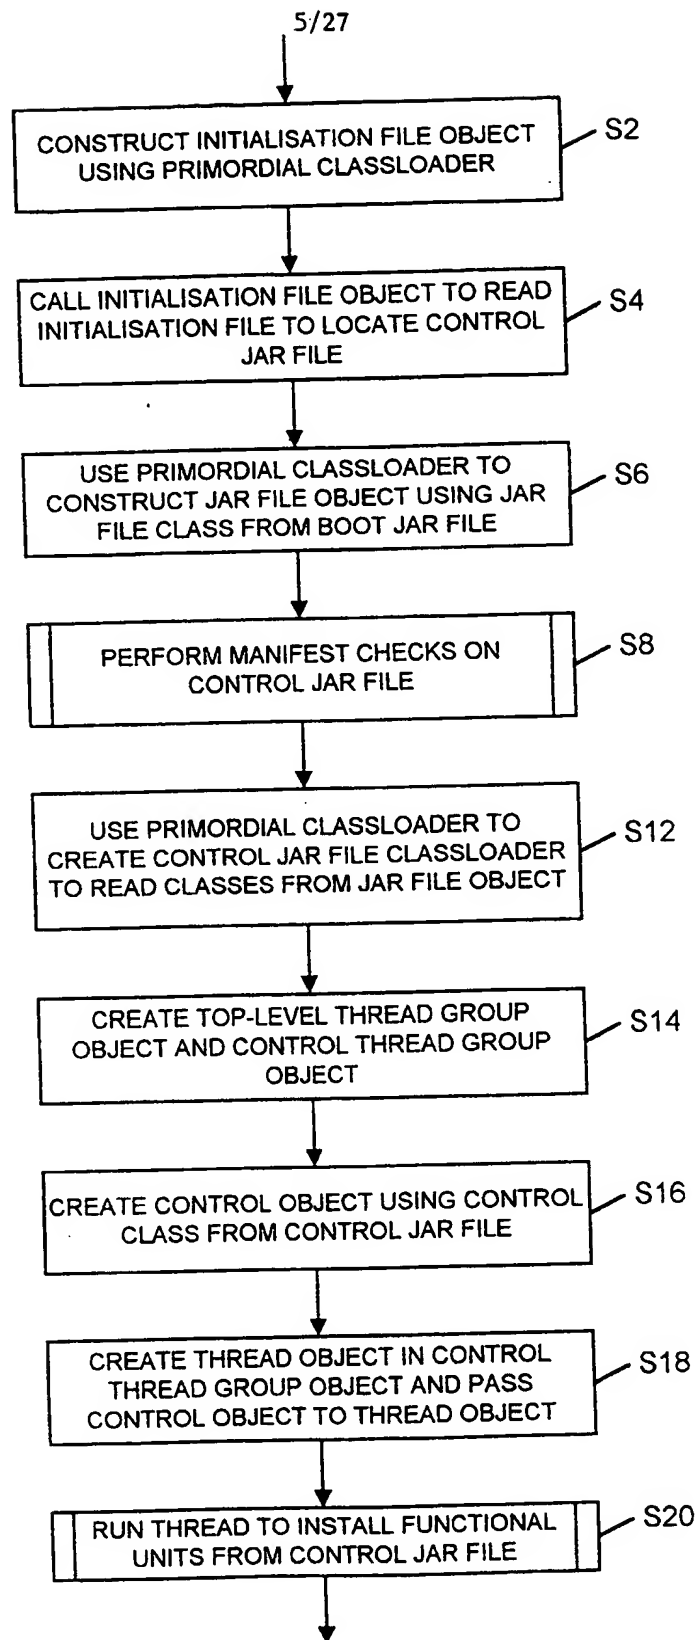 5/27
CONSTRUCT INITIALISATION FILE OBJECT
USING PRIMORDIAL CLASSLOADER
S2
CALL INITIALISATION FILE OBJECT TO READ
INITIALISATION FILE TO LOCATE CONTROL
JAR FILE
S4
USE PRIMORDIAL CLASSLOADER TO
CONSTRUCT JAR FILE OBJECT USING JAR
FILE CLASS FROM BOOT JAR FILE
S6
PERFORM MANIFEST CHECKS ON
CONTROL JAR FILE
S8
USE PRIMORDIAL CLASSLOADER TO
CREATE CONTROL JAR FILE CLASSLOADER
TO READ CLASSES FROM JAR FILE OBJECT
S12
CREATE TOP-LEVEL THREAD GROUP
OBJECT AND CONTROL THREAD GROUP
OBJECT
S14
CREATE CONTROL OBJECT USING CONTROL
CLASS FROM CONTROL JAR FILE
S16
CREATE THREAD OBJECT IN CONTROL
THREAD GROUP OBJECT AND PASS
CONTROL OBJECT TO THREAD OBJECT
S18
RUN THREAD TO INSTALL FUNCTIONAL
UNITS FROM CONTROL JAR FILE
S20